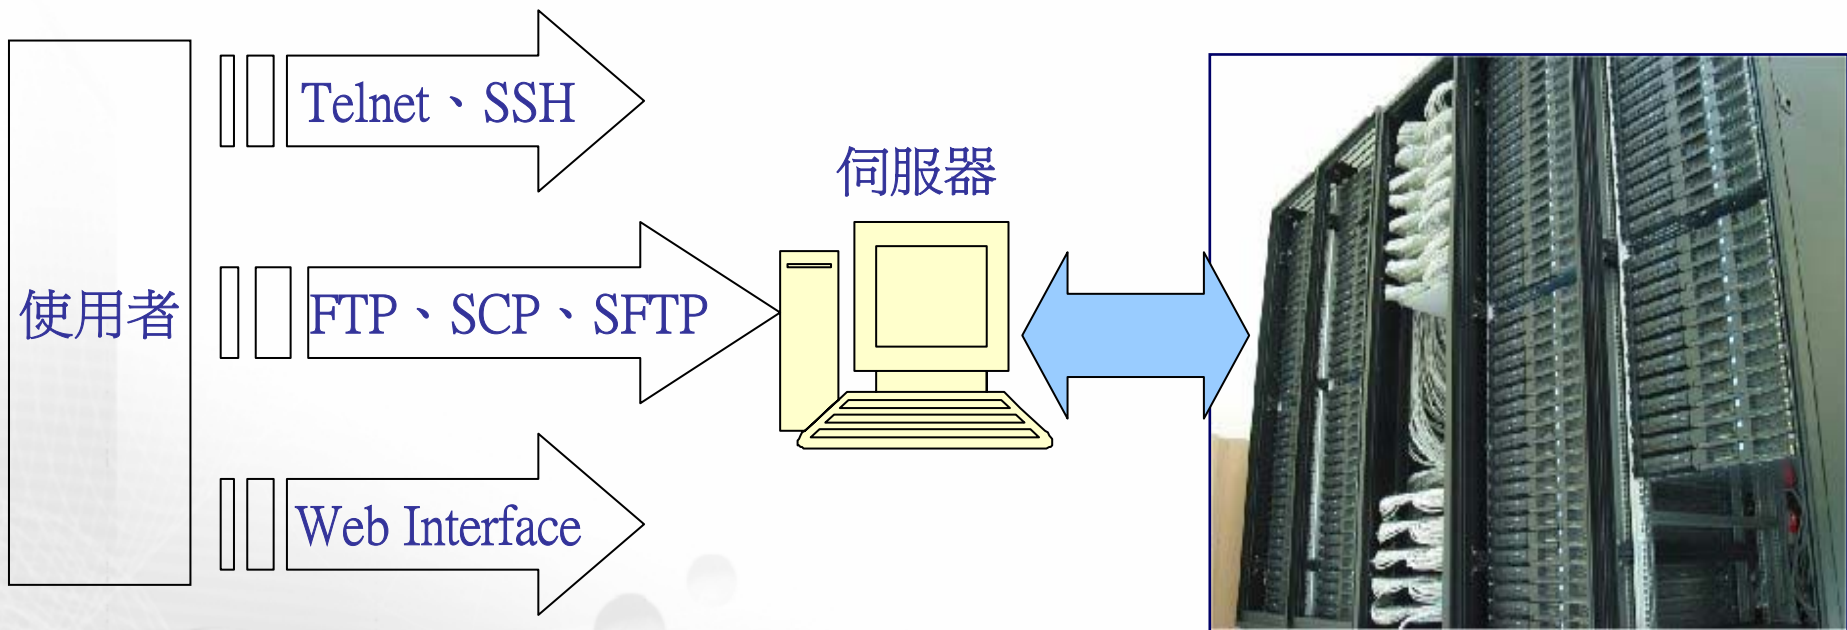 使用者
Telnet、SSH
FTP、SCP、SFTP
Web Interface
伺服器